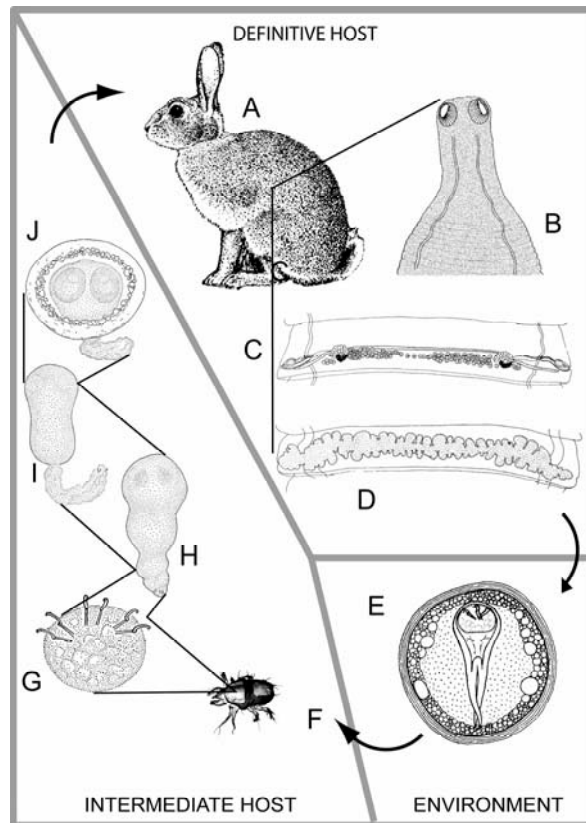 DEFINITIVE HOST
A
B
J
C
C
I
D
H
E
G
F
INTERMEDIATE HOST
ENVIRONMENT